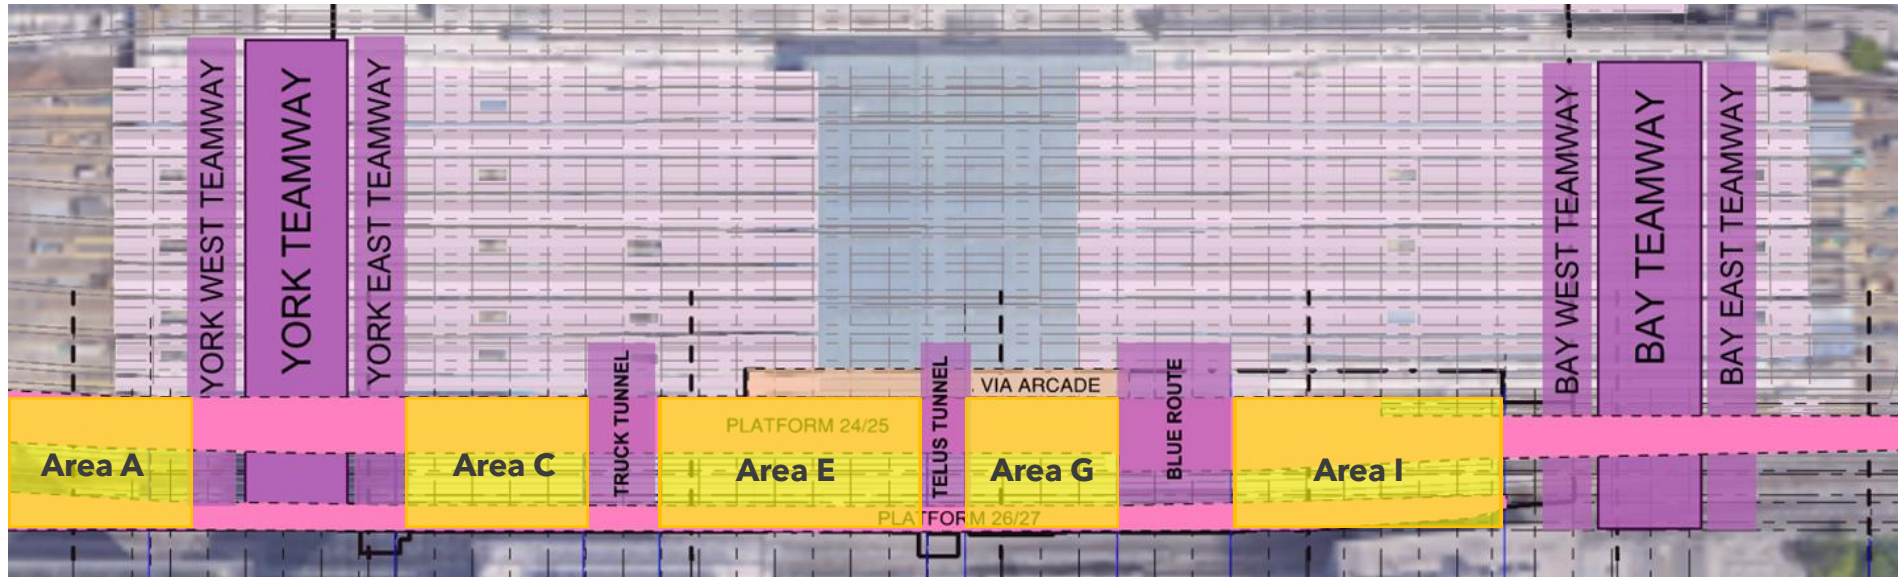 YORK WEST TEAMWAY
YORK TEAMWAY
YORK EAST TEAMWAY
TRUCK TUNNEL
TELUS TUNNEL
VIA ARCADE
BLUE ROUTE
BAY WEST TEAMWAY
BAY TEAMWAY
BAY EAST TEAMWAY
PLATFORM 24/25
Area A
Area C
Area E
Area G
Area I
PLATFORM 26/27